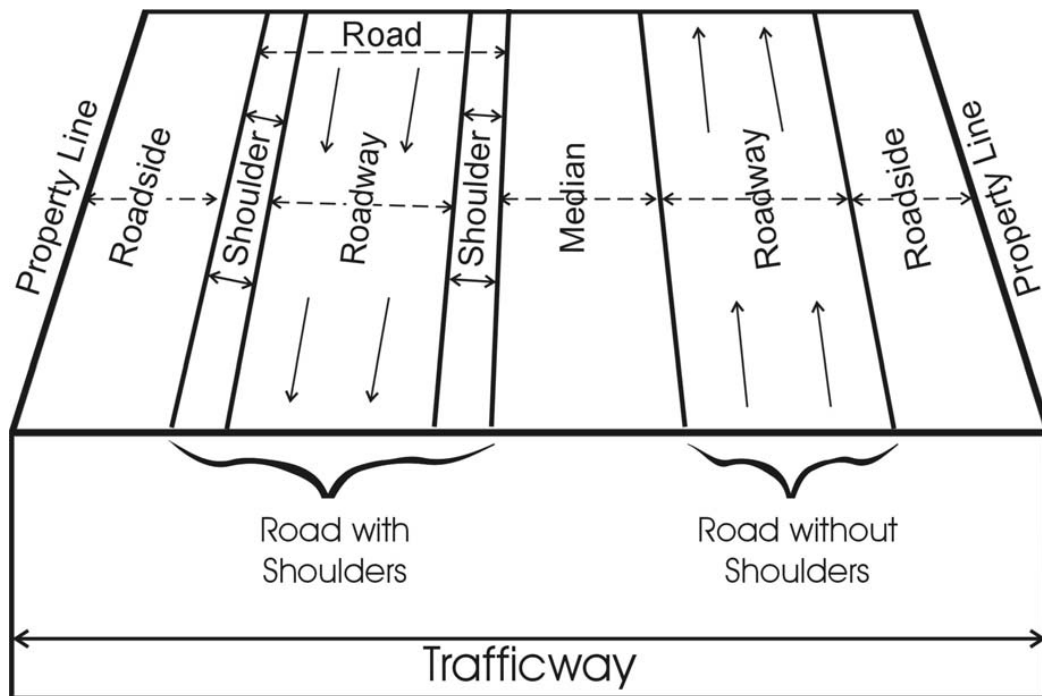 Road
Property Line
Roadside
Shoulder
Roadway
Shoulder
Median
Roadway
Roadside
Property Line
Road with
Shoulders
Road without
Shoulders
Trafficway